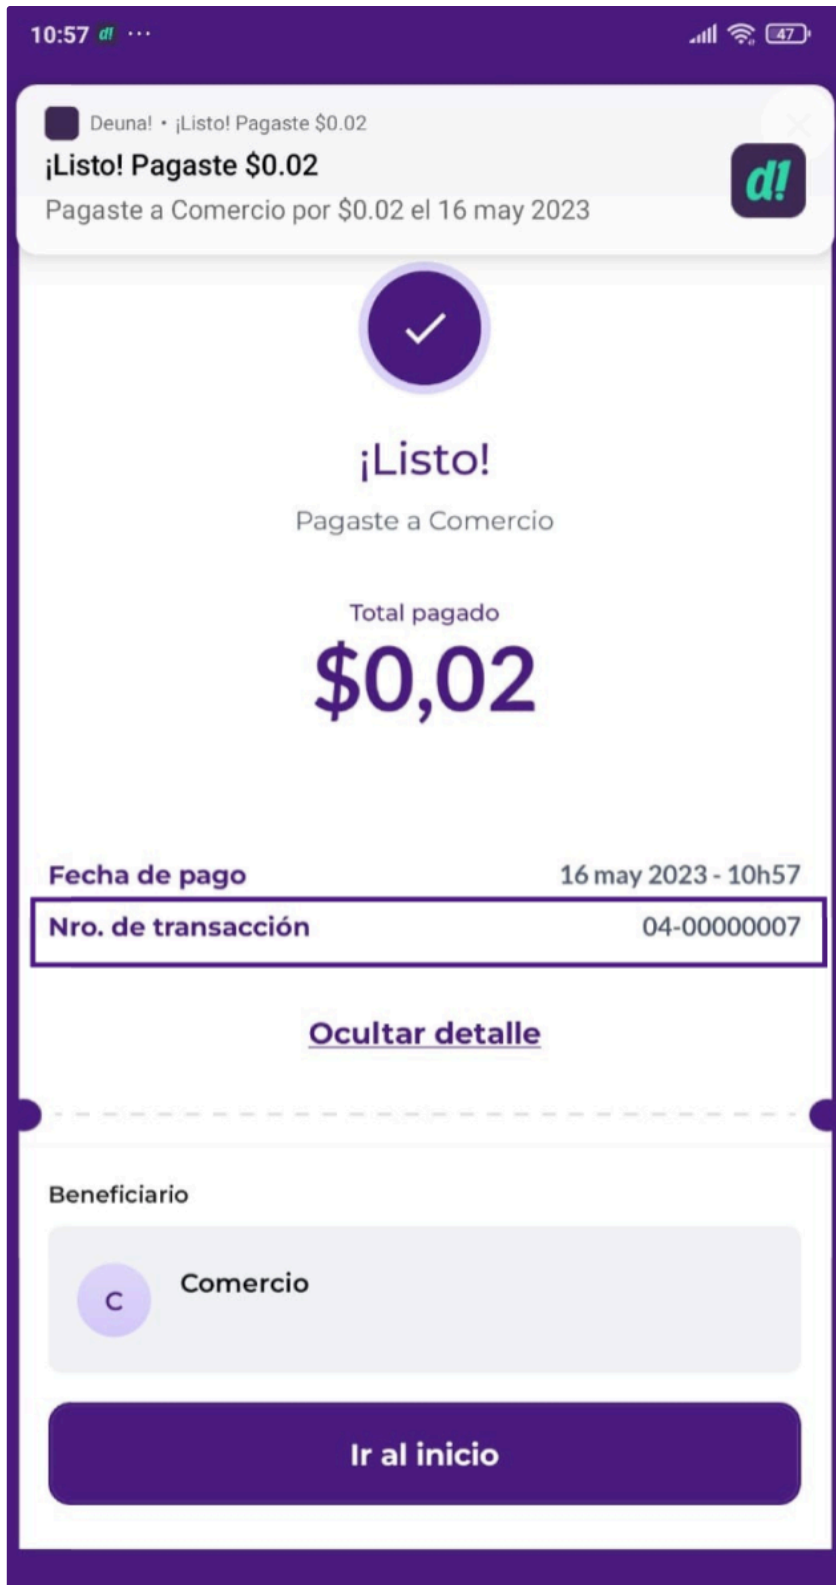 10:57 d! ...
47
Deuna! • ¡Listo! Pagaste $0.02
¡Listo! Pagaste $0.02
Pagaste a Comercio por $0.02 el 16 may 2023
d!
¡Listo!
Pagaste a Comercio
Total pagado
$0,02
Fecha de pago 16 may 2023 - 10h57
Nro. de transacción 04-00000007
Ocultar detalle
Beneficiario
C Comercio
Ir al inicio